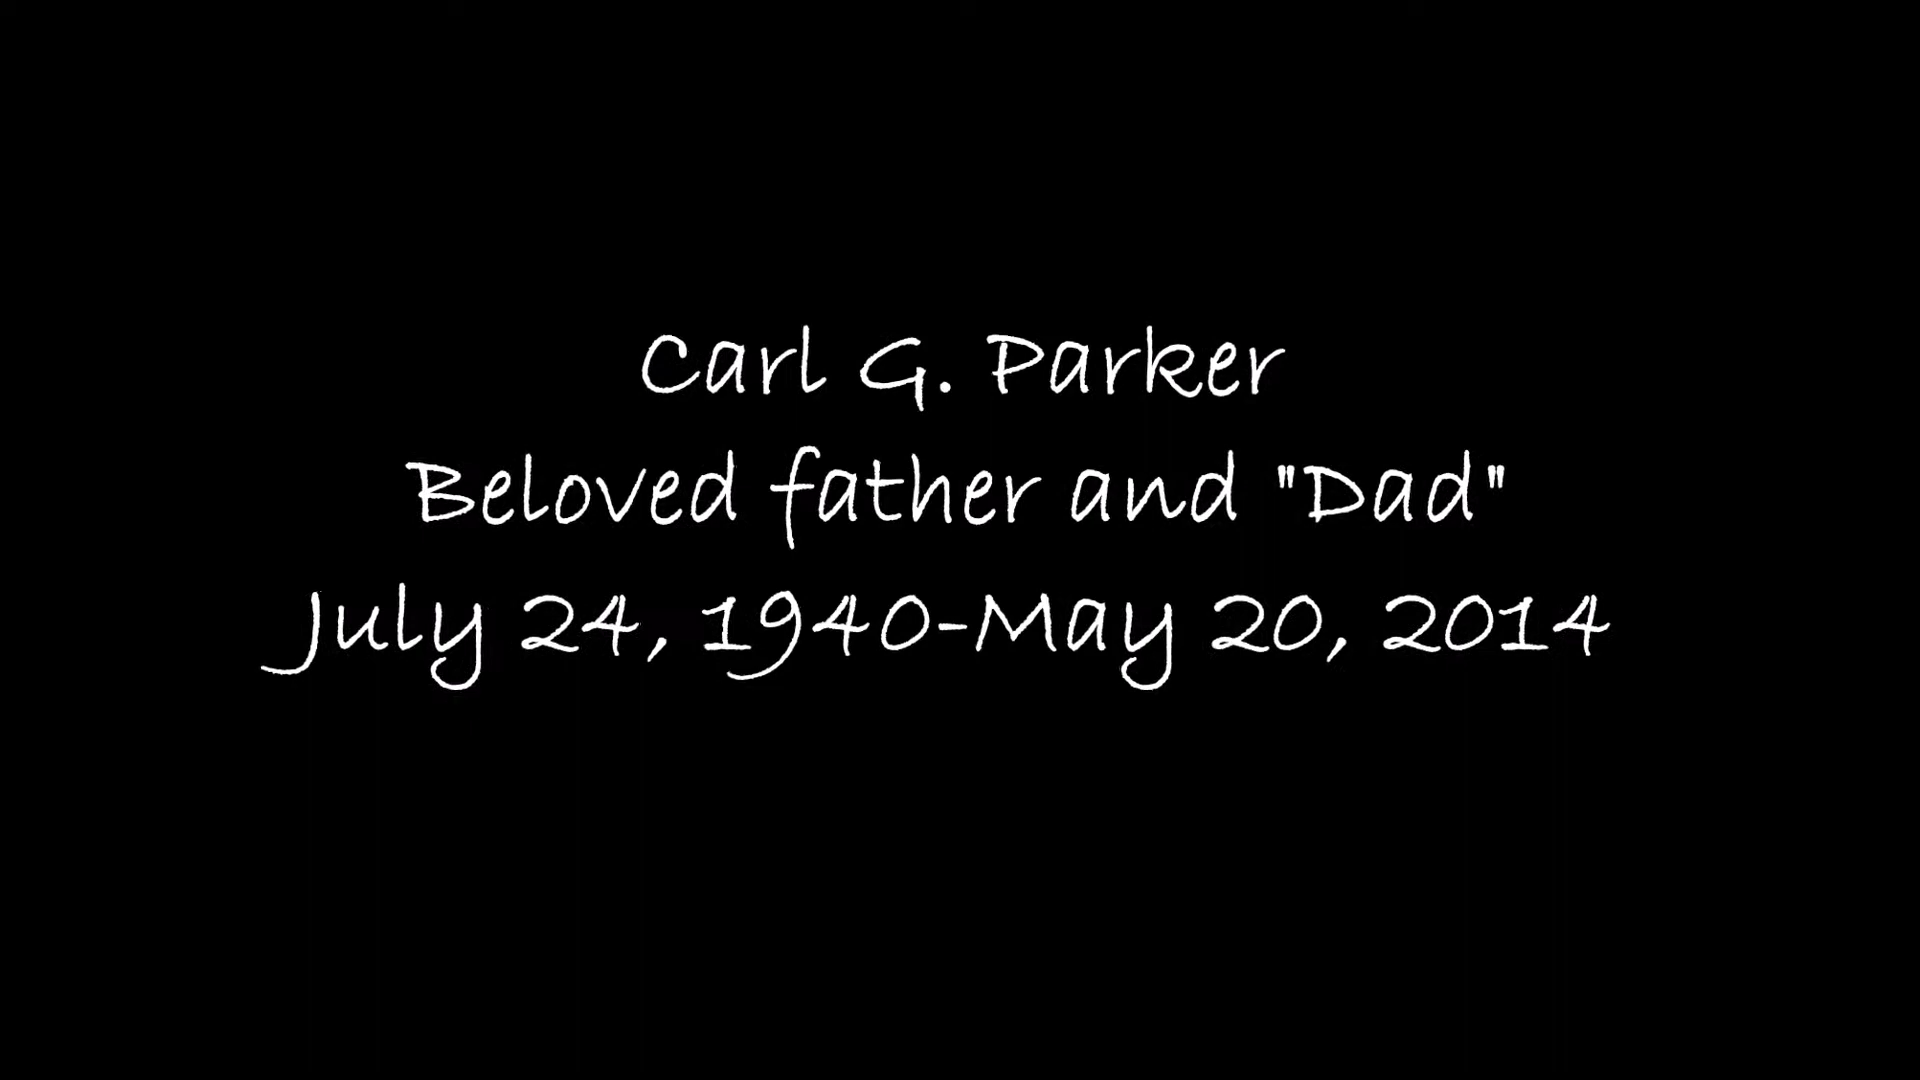 Carl G. Parker
Beloved father and "Dad"
July 24, 1940-May 20, 2014